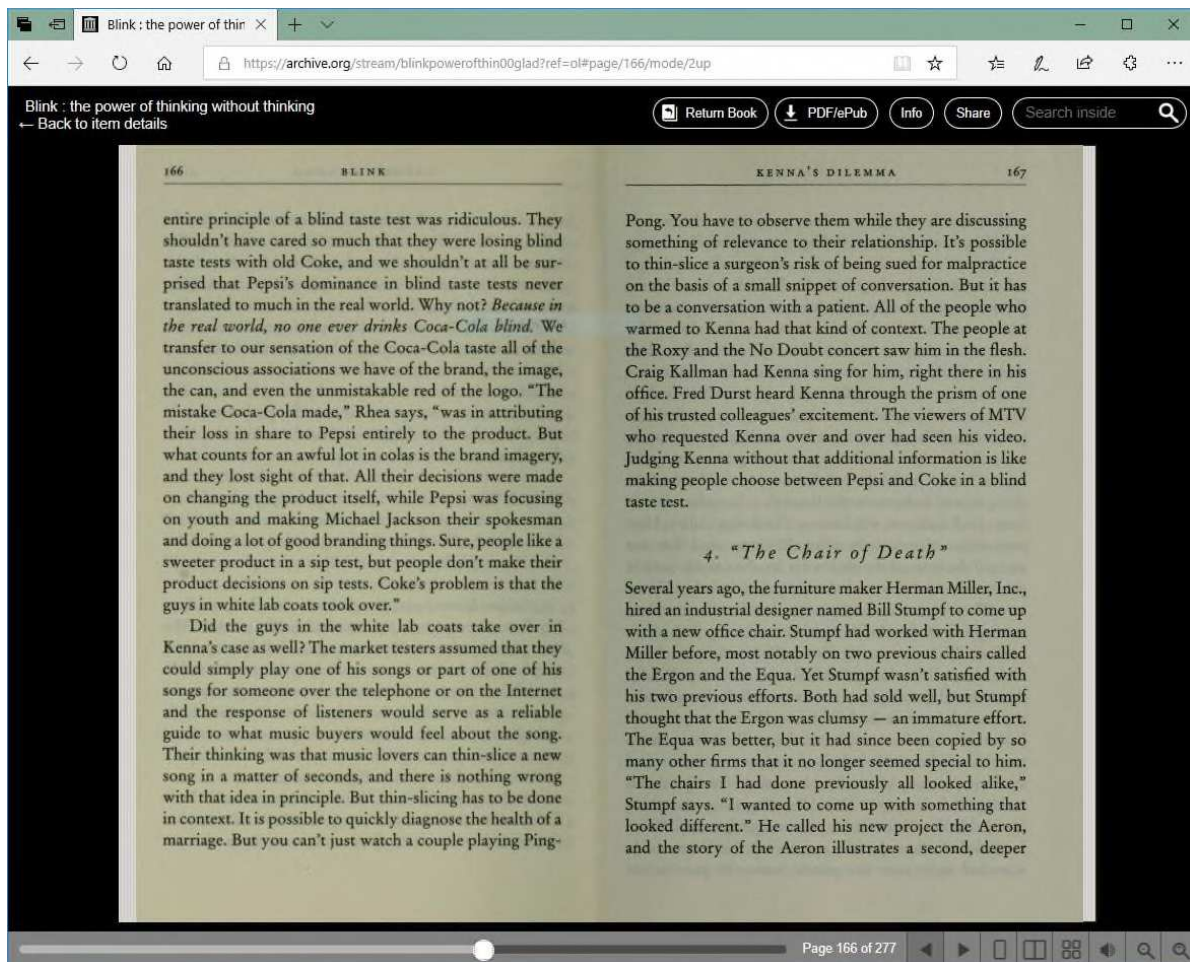 Blink : the power of thin
https://archive.org/stream/blinkpowerofthin00glad?ref=ol#page/166/mode/2up
Blink : the power of thinking without thinking
← Back to item details
Return Book
PDF/ePub
Info
Share
Search inside
166
BLINK
entire principle of a blind taste test was ridiculous. They
shouldn't have cared so much that they were losing blind
taste tests with old Coke, and we shouldn't at all be sur-
prised that Pepsi's dominance in blind taste tests never
translated to much in the real world. Why not? Because in
the real world, no one ever drinks Coca-Cola blind. We
transfer to our sensation of the Coca-Cola taste all of the
unconscious associations we have of the brand, the image,
the can, and even the unmistakable red of the logo. “The
mistake Coca-Cola made,” Rhea says, “was in attributing
their loss in share to Pepsi entirely to the product. But
what counts for an awful lot in colas is the brand imagery,
and they lost sight of that. All their decisions were made
on changing the product itself, while Pepsi was focusing
on youth and making Michael Jackson their spokesman
and doing a lot of good branding things. Sure, people like a
sweeter product in a sip test, but people don't make their
product decisions on sip tests. Coke's problem is that the
guys in white lab coats took over.”
Did the guys in the white lab coats take over in
Kenna's case as well? The market testers assumed that they
could simply play one of his songs or part of one of his
songs for someone over the telephone or on the Internet
and the response of listeners would serve as a reliable
guide to what music buyers would feel about the song.
Their thinking was that music lovers can thin-slice a new
song in a matter of seconds, and there is nothing wrong
with that idea in principle. But thin-slicing has to be done
in context. It is possible to quickly diagnose the health of a
marriage. But you can't just watch a couple playing Ping-
KENNA'S DILEMMA
167
Pong. You have to observe them while they are discussing
something of relevance to their relationship. It's possible
to thin-slice a surgeon's risk of being sued for malpractice
on the basis of a small snippet of conversation. But it has
to be a conversation with a patient. All of the people who
warmed to Kenna had that kind of context. The people at
the Roxy and the No Doubt concert saw him in the flesh.
Craig Kallman had Kenna sing for him, right there in his
office. Fred Durst heard Kenna through the prism of one
of his trusted colleagues' excitement. The viewers of MTV
who requested Kenna over and over had seen his video.
Judging Kenna without that additional information is like
making people choose between Pepsi and Coke in a blind
taste test.
4. “The Chair of Death”
Several years ago, the furniture maker Herman Miller, Inc.,
hired an industrial designer named Bill Stumpf to come up
with a new office chair. Stumpf had worked with Herman
Miller before, most notably on two previous chairs called
the Ergon and the Equa. Yet Stumpf wasn't satisfied with
his two previous efforts. Both had sold well, but Stumpf
thought that the Ergon was clumsy — an immature effort.
The Equa was better, but it had since been copied by so
many other firms that it no longer seemed special to him.
“The chairs I had done previously all looked alike,”
Stumpf says. “I wanted to come up with something that
looked different.” He called his new project the Aeron,
and the story of the Aeron illustrates a second, deeper
Page 166 of 277